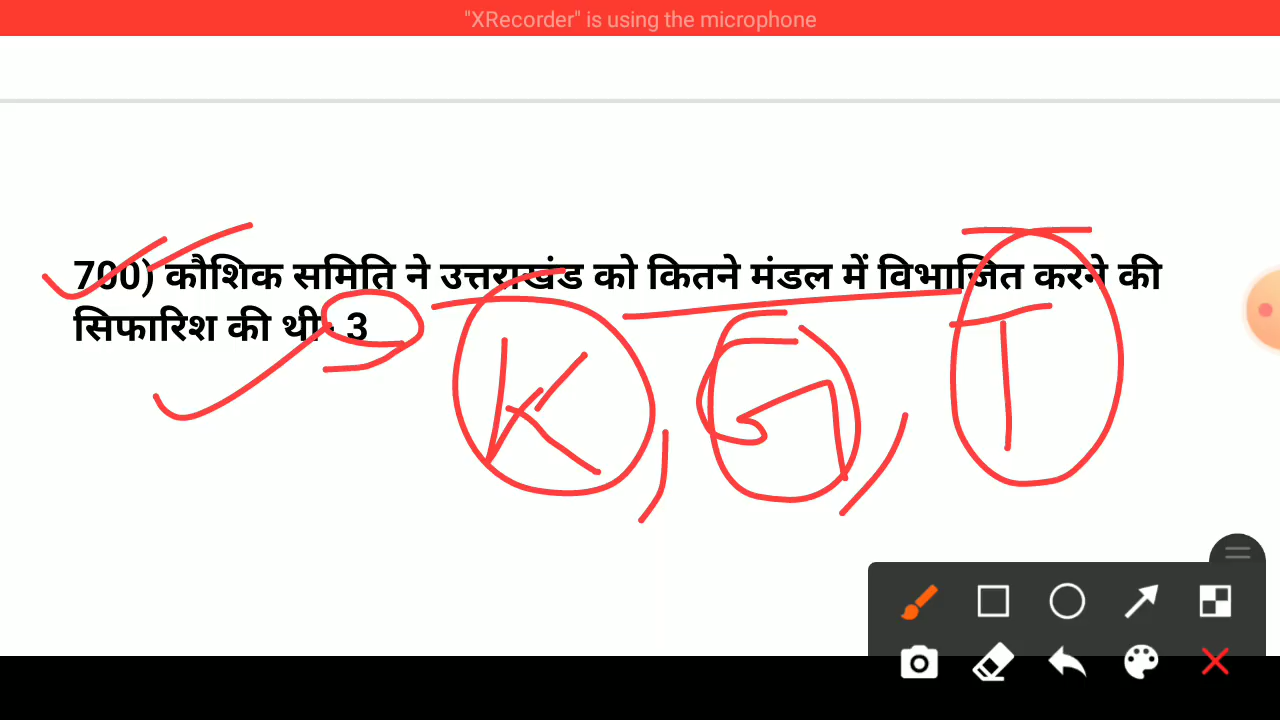 "XRecorder" is using the microphone
700) कौशिक समिति ने उत्तराखंड को कितने मंडल में विभाजित करने की
सिफारिश की थी- 3
K, G, T